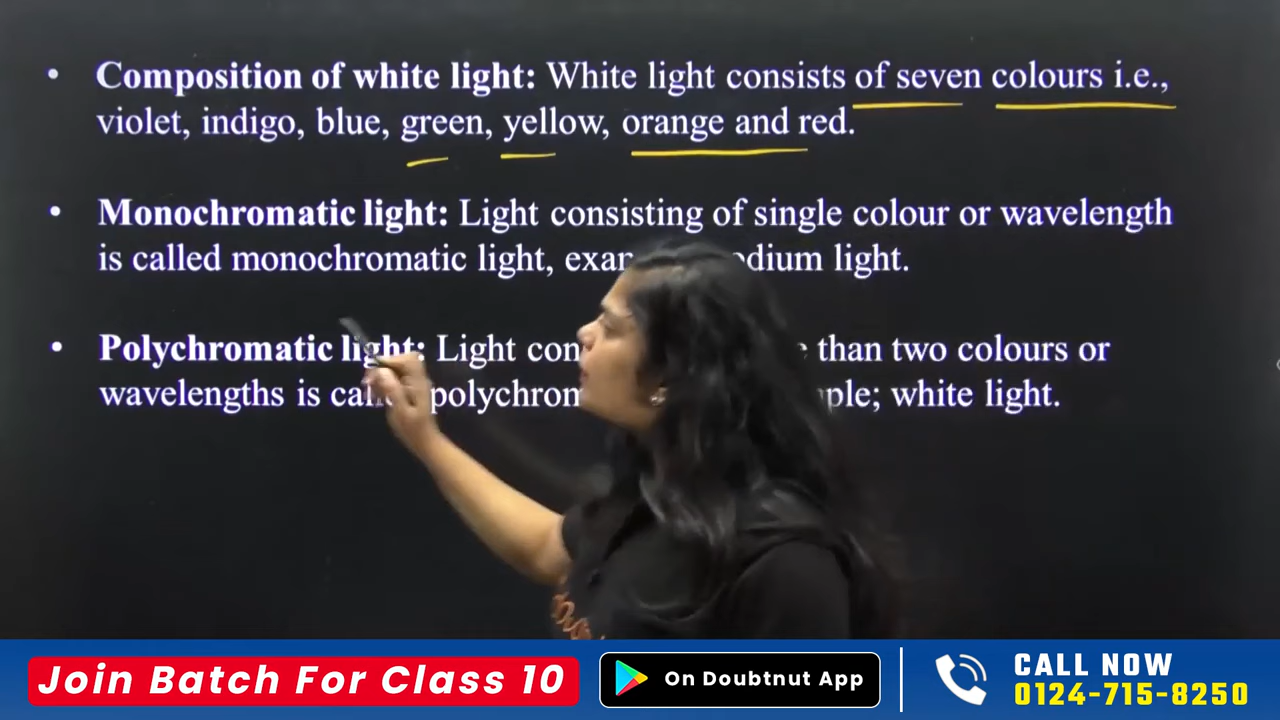 • Composition of white light: White light consists of seven colours i.e.,
violet, indigo, blue, green, yellow, orange and red.
• Monochromatic light: Light consisting of single colour or wavelength
is called monochromatic light, odium light.
• Polychromatic light: Light con than two colours or
wavelengths is polychrom ple; white light.
Join Batch For Class 10
On Doubtnut App
CALL NOW
0124-715-8250